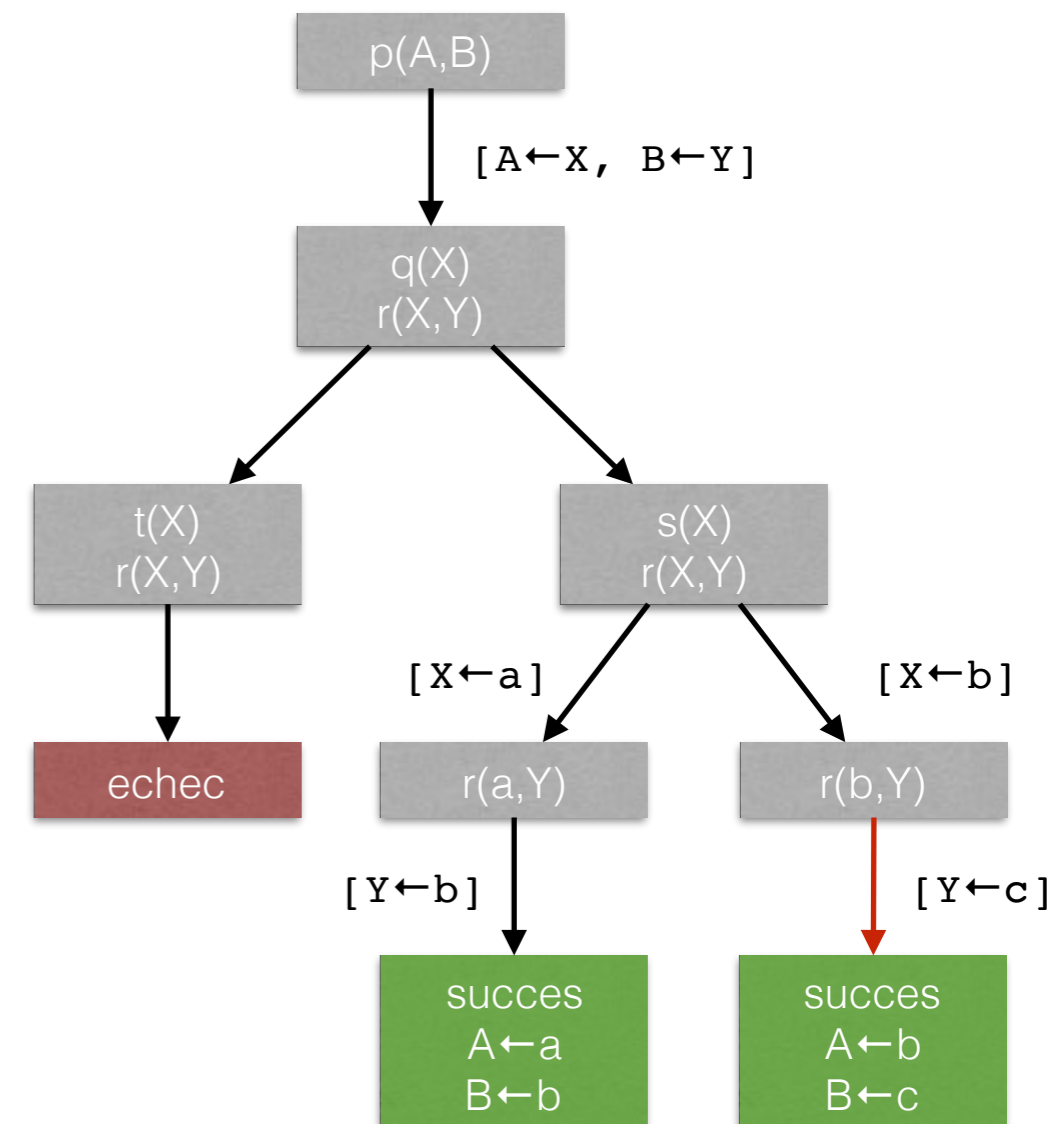 p(A,B)
[A←X, B←Y]
q(X)
r(X,Y)
t(X)
r(X,Y)
s(X)
r(X,Y)
[X←a]
[X←b]
echec
r(a,Y)
r(b,Y)
[Y←b]
[Y←c]
succes
A←a
B←b
succes
A←b
B←c